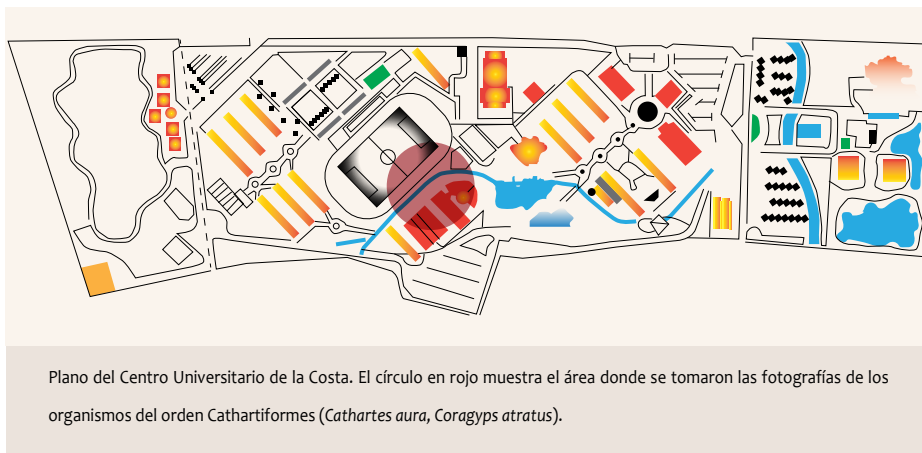 Plano del Centro Universitario de la Costa. El círculo en rojo muestra el área donde se tomaron las fotografías de los
organismos del orden Cathartiformes (Cathartes aura, Coragyps atratus).